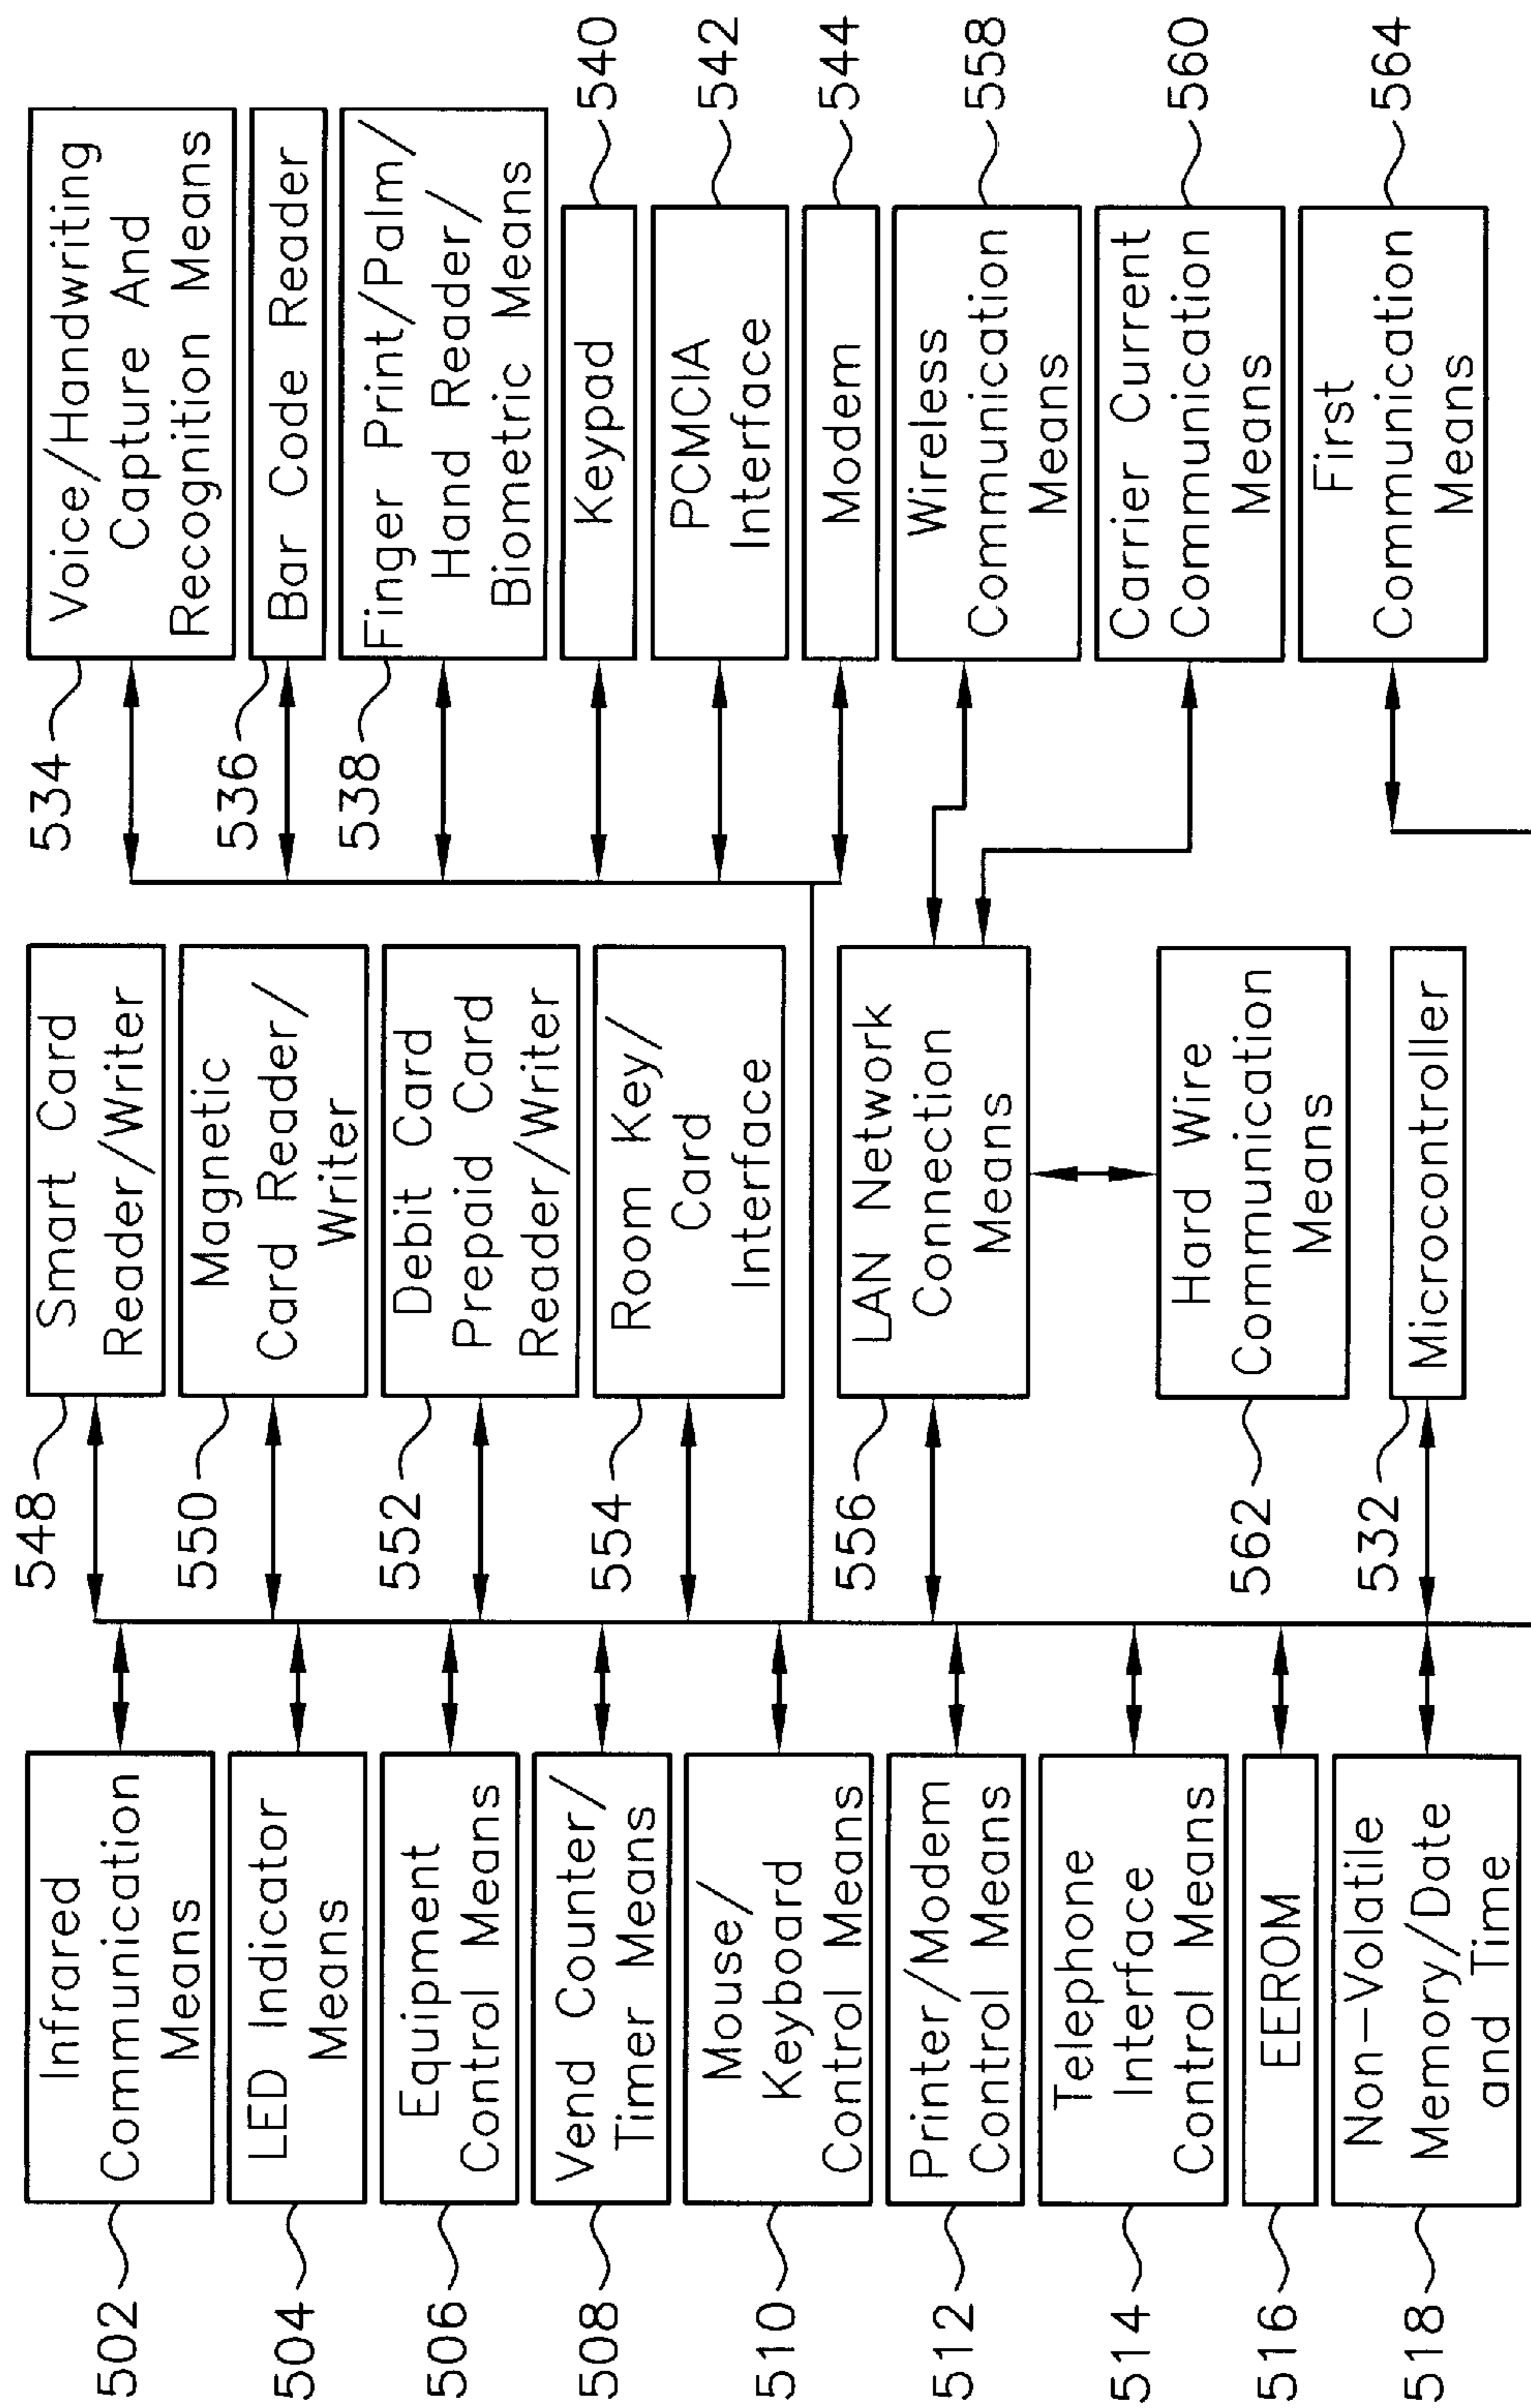 502
Infrared
Communication
Means
504
LED Indicator
Means
506
Equipment
Control Means
508
Vend Counter/
Timer Means
510
Mouse/
Keyboard
Control Means
512
Printer/Modem
Control Means
514
Telephone
Interface
Control Means
516
EEROM
518
Non-Volatile
Memory/Date
and Time
548
Smart Card
Reader/Writer
550
Magnetic
Card Reader/
Writer
552
Debit Card
Prepaid Card
Reader/Writer
554
Room Key/
Card
Interface
556
LAN Network
Connection
Means
562
Hard Wire
Communication
Means
532
Microcontroller
534
Voice/Handwriting
Capture And
Recognition Means
536
Bar Code Reader
538
Finger Print/Palm/
Hand Reader/
Biometric Means
Keypad
540
PCMCIA
Interface
542
Modem
544
Wireless
Communication
Means
558
Carrier Current
Communication
Means
560
First
Communication
Means
564